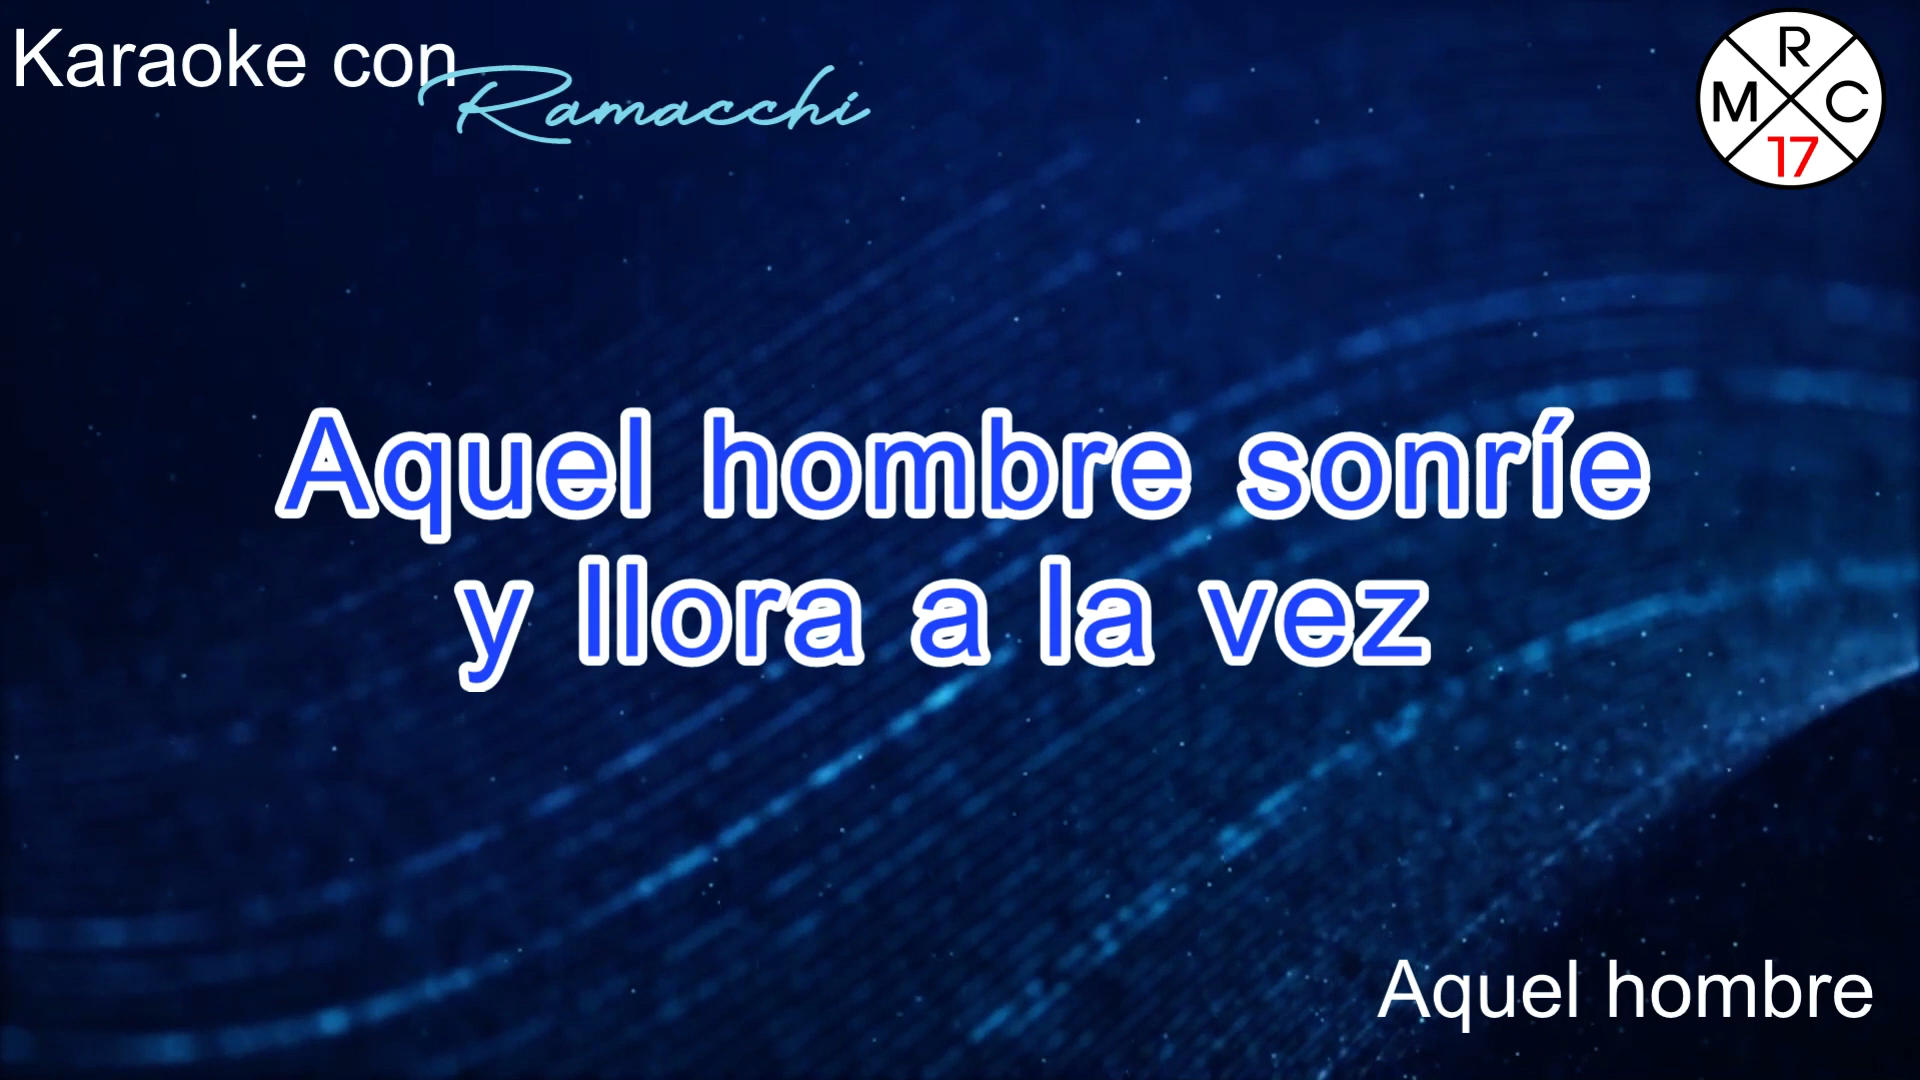 Karaoke con
Ramacchi
R
M C
17
Aquel hombre sonríe
y llora a la vez
Aquel hombre